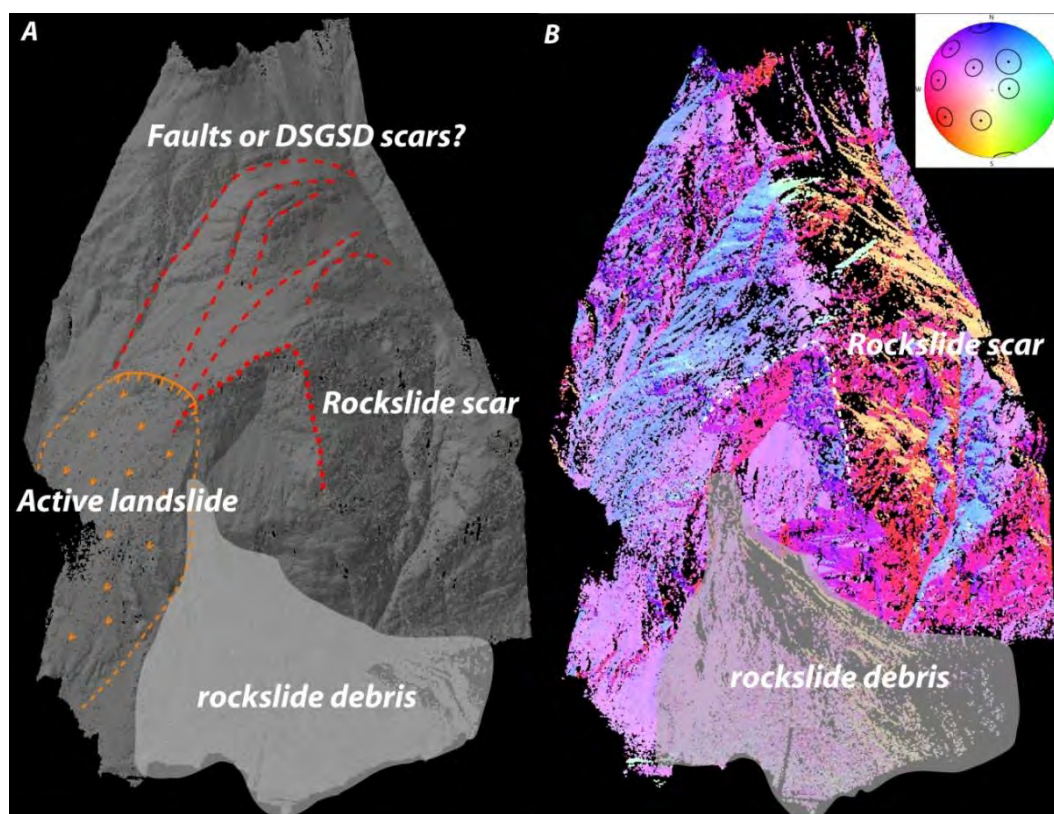 A
Faults or DSGSD scars?
Rockslide scar
Active landslide
rockslide debris
B
N
W
S
Rockslide scar
rockslide debris